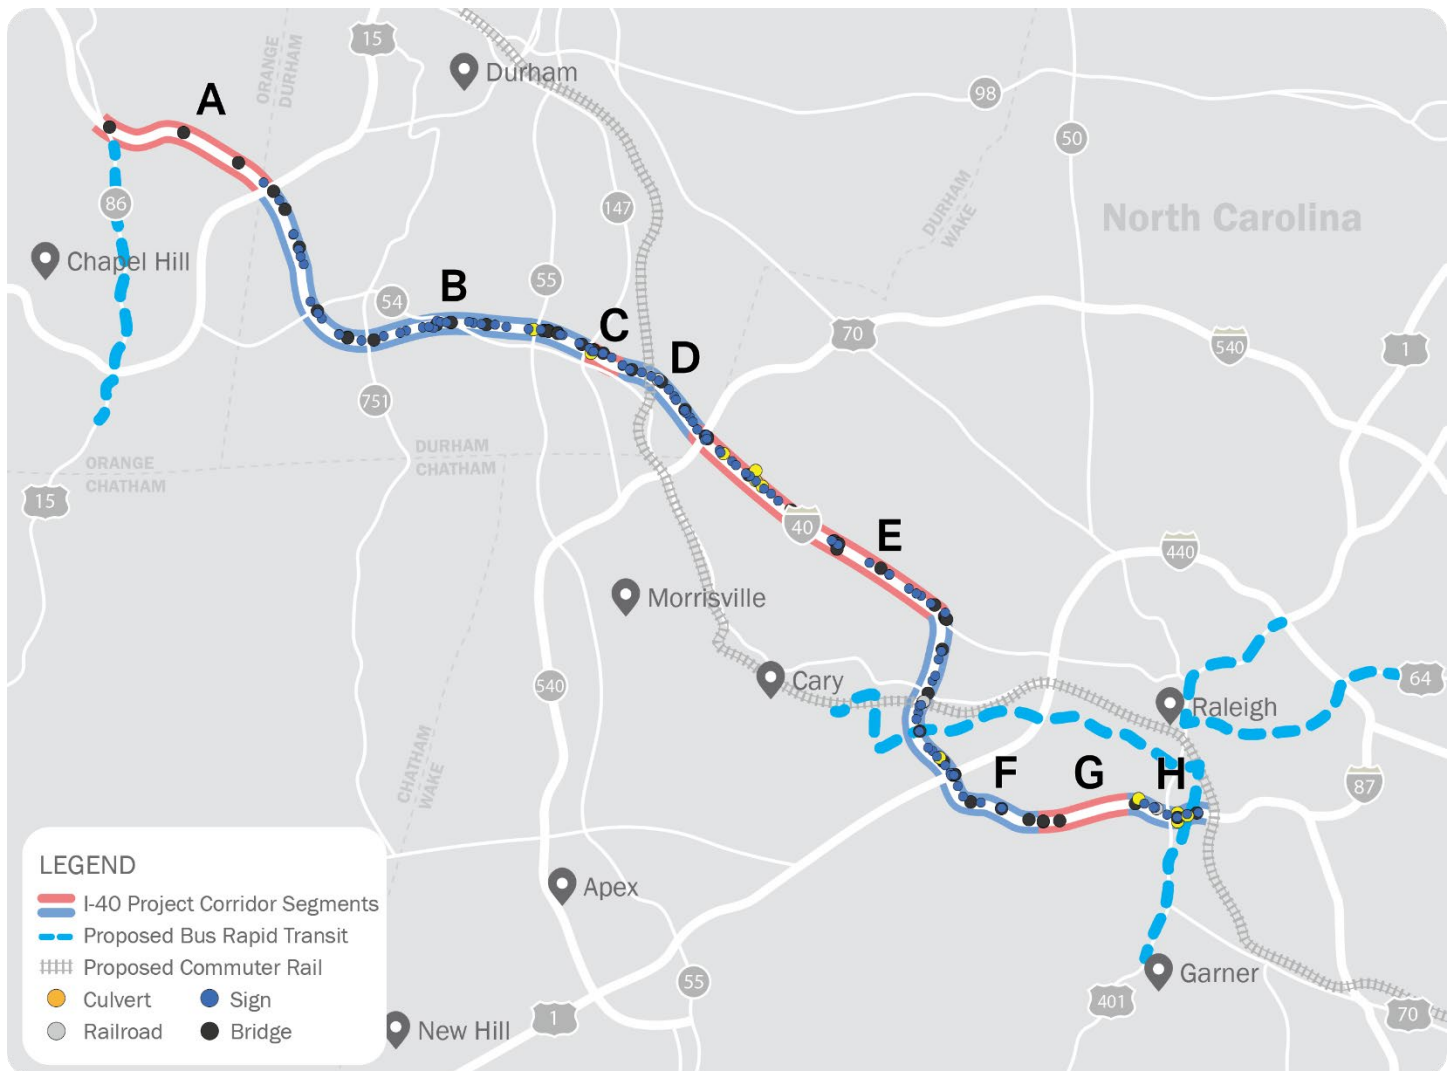 15
Durham
A
ORANGE
DURHAM
98
50
86
147
DURHAM
WAKE
North Carolina
Chapel Hill
55
54
B
C
D
70
540
1
751
DURHAM
CHATHAM
ORANGE
CHATHAM
15
40
E
440
Morrisville
540
Cary
64
Raleigh
CHATHAM
WAKE
F
G
H
87
LEGEND
I-40 Project Corridor Segments
Proposed Bus Rapid Transit
Proposed Commuter Rail
Culvert
Sign
Railroad
Bridge
Apex
55
Garner
401
70
1
New Hill